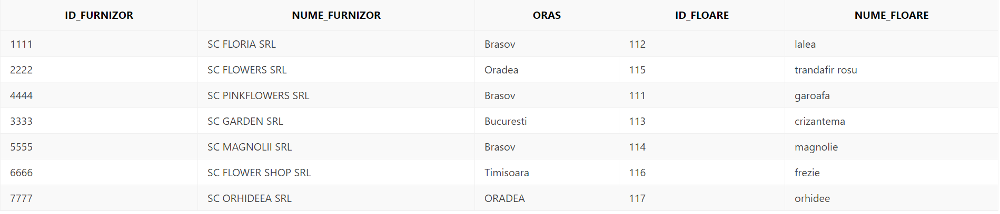 ID_FURNIZOR NUME_FURNIZOR ORAS ID_FLOARE NUME_FLOARE
1111 SC FLORIA SRL Brasov 112 lalea
2222 SC FLOWERS SRL Oradea 115 trandafir rosu
4444 SC PINKFLOWERS SRL Brasov 111 garoafa
3333 SC GARDEN SRL Bucuresti 113 crizantema
5555 SC MAGNOLII SRL Brasov 114 magnolie
6666 SC FLOWER SHOP SRL Timisoara 116 frezie
7777 SC ORHIDEEA SRL ORADEA 117 orhidee